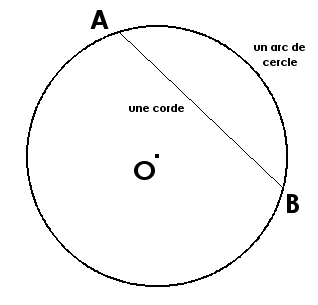 A
un arc de
cercle
une corde
O
B